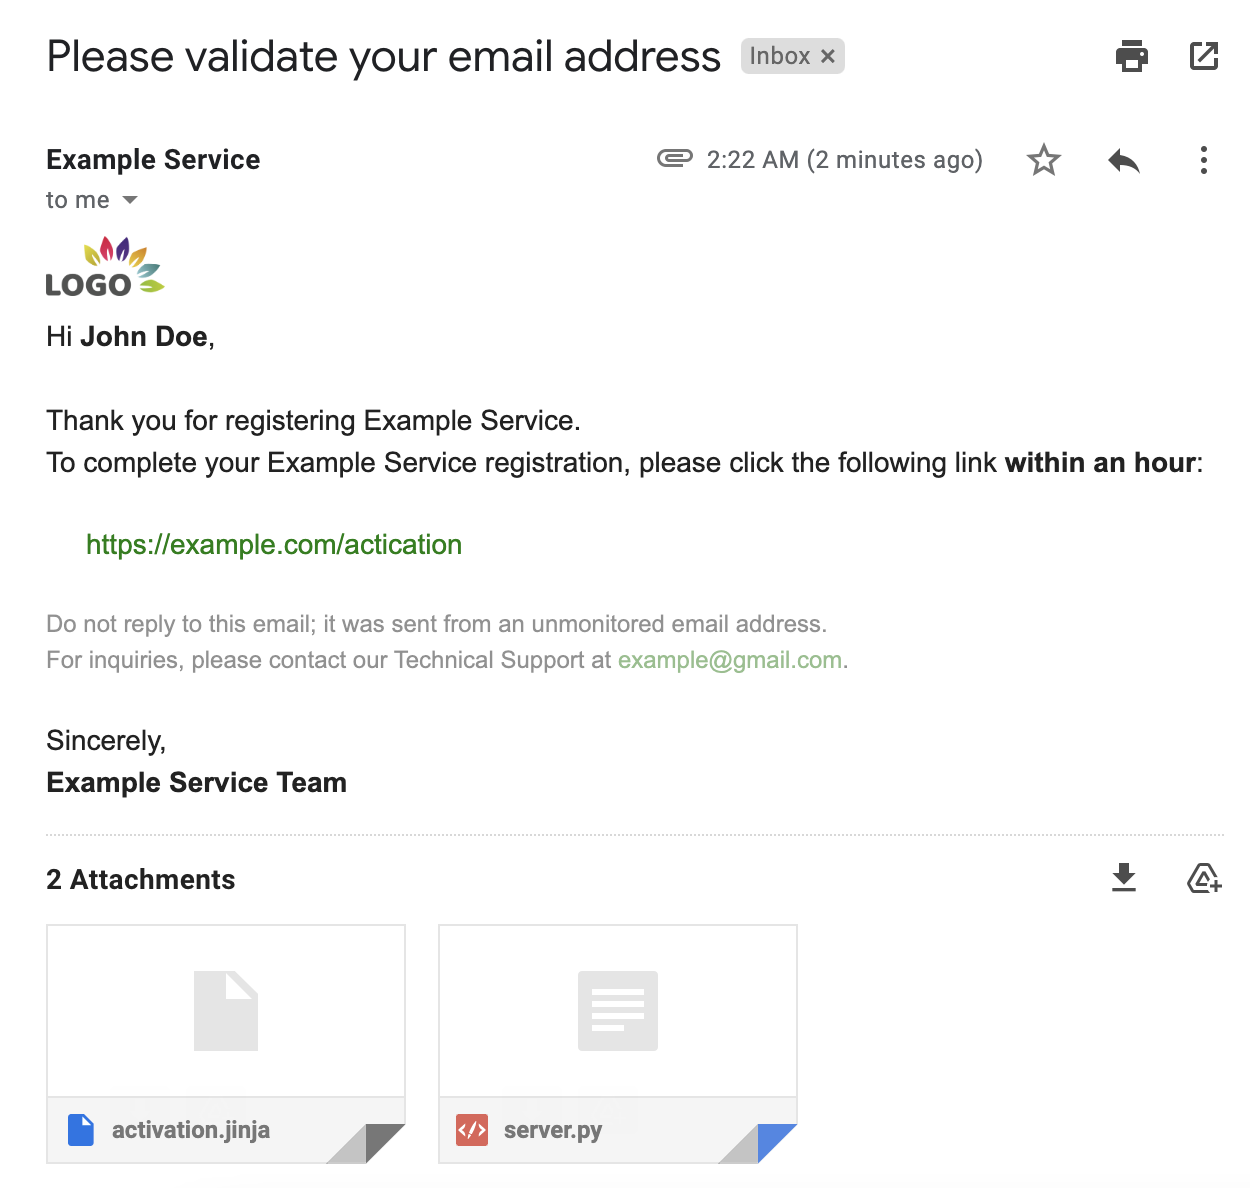 Please validate your email address Inbox ×
Example Service 2:22 AM (2 minutes ago)
to me
LOGO
Hi John Doe,
Thank you for registering Example Service.
To complete your Example Service registration, please click the following link within an hour:
https://example.com/actication
Do not reply to this email; it was sent from an unmonitored email address.
For inquiries, please contact our Technical Support at example@gmail.com.
Sincerely,
Example Service Team
2 Attachments
activation.jinja </> server.py